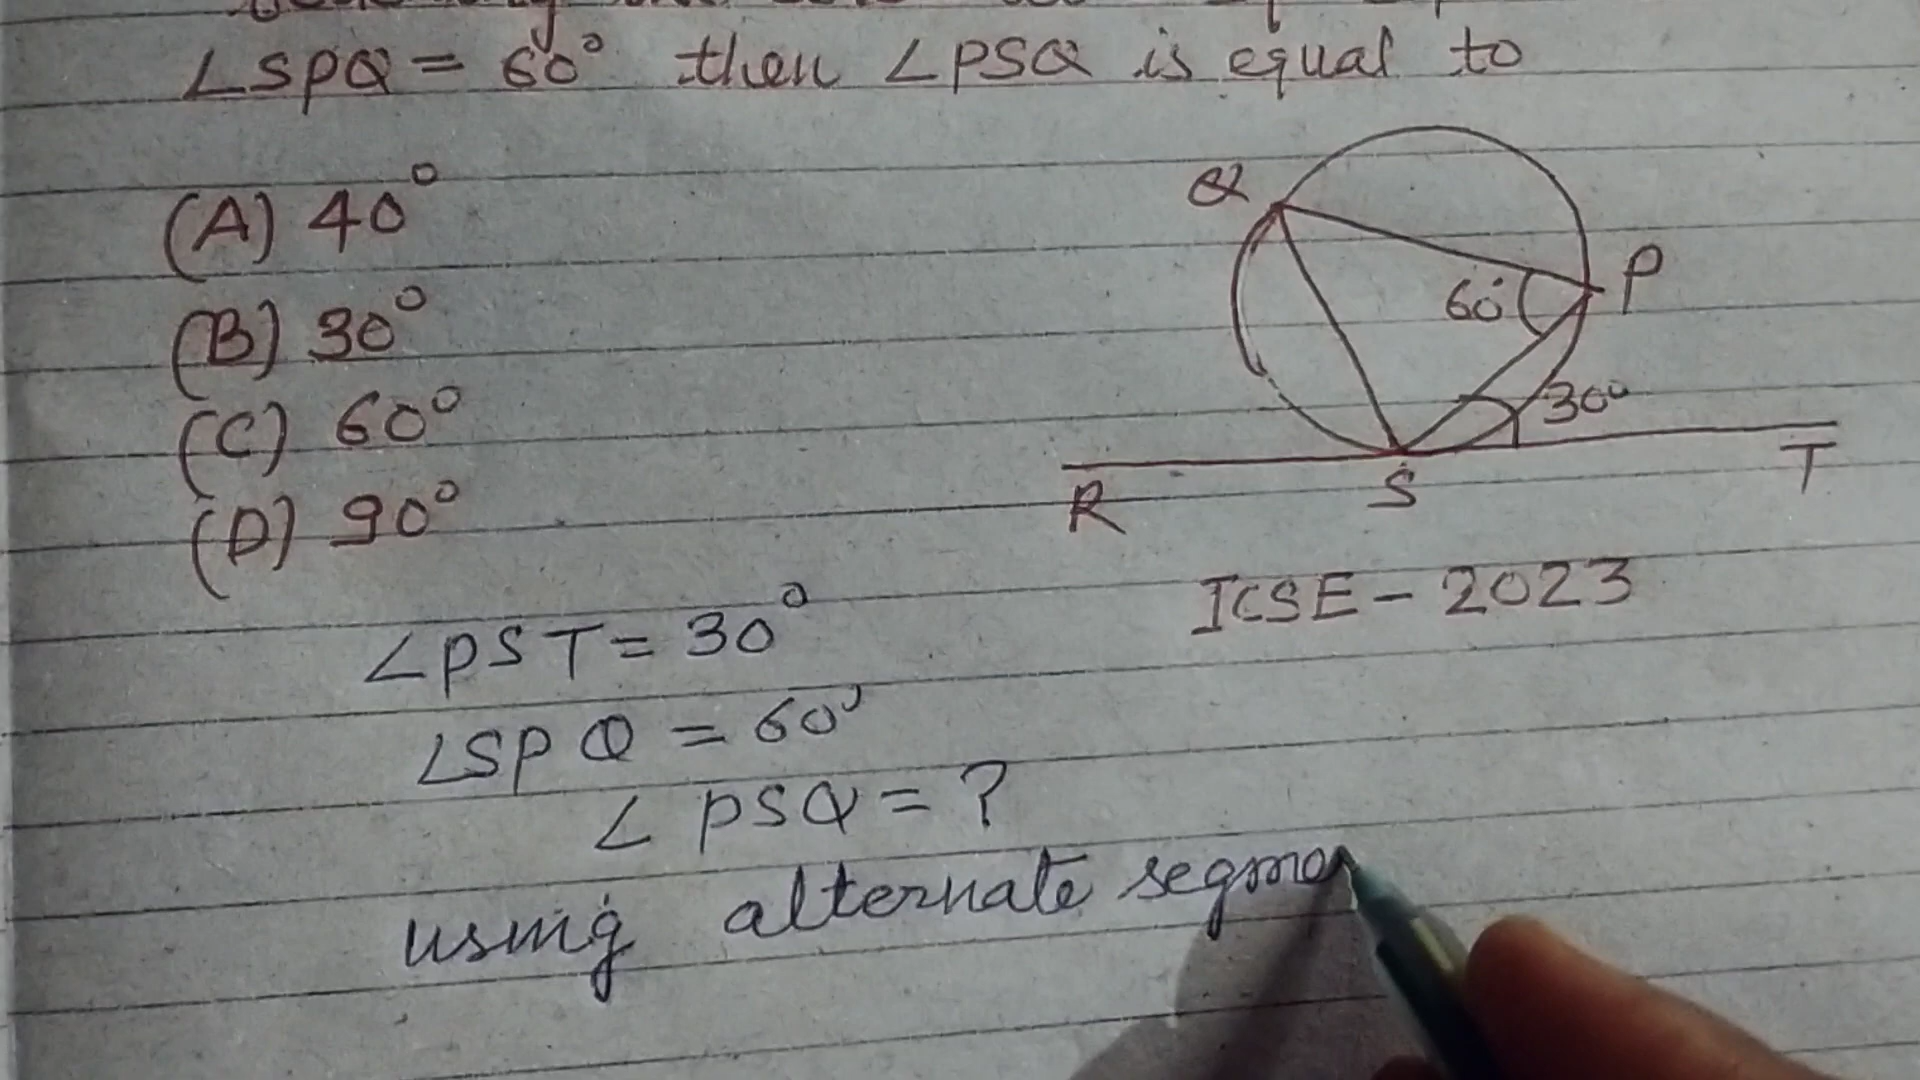 ∠SPQ = 60° then ∠PSQ is equal to
(A) 40°
(B) 30°
(C) 60°
(D) 90°
Q
P
60°
30°
R
S
T
ICSE - 2023
∠PST = 30°
∠SPQ = 60°
∠PSQ = ?
using alternate segme